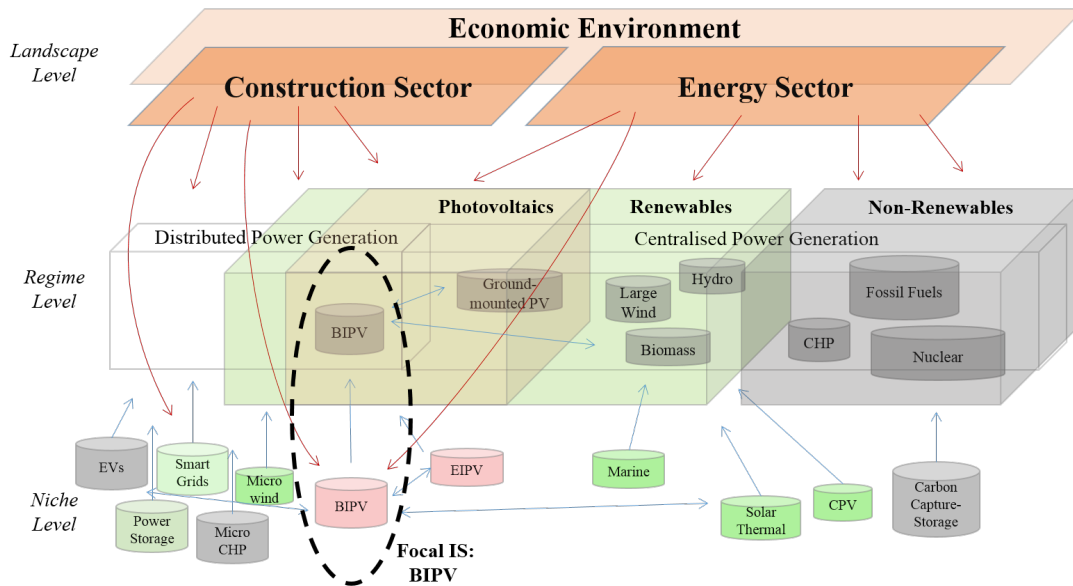 Economic Environment
Landscape
Level
Construction Sector
Energy Sector
Photovoltaics
Renewables
Non-Renewables
Distributed Power Generation
Centralised Power Generation
Regime
Level
Ground-
mounted PV
Hydro
Large
Wind
Fossil Fuels
BIPV
Biomass
CHP
Nuclear
EVs
Smart
Grids
Micro
wind
EIPV
Marine
Niche
Level
Power
Storage
Micro
CHP
BIPV
Solar
Thermal
CPV
Carbon
Capture-
Storage
Focal IS:
BIPV